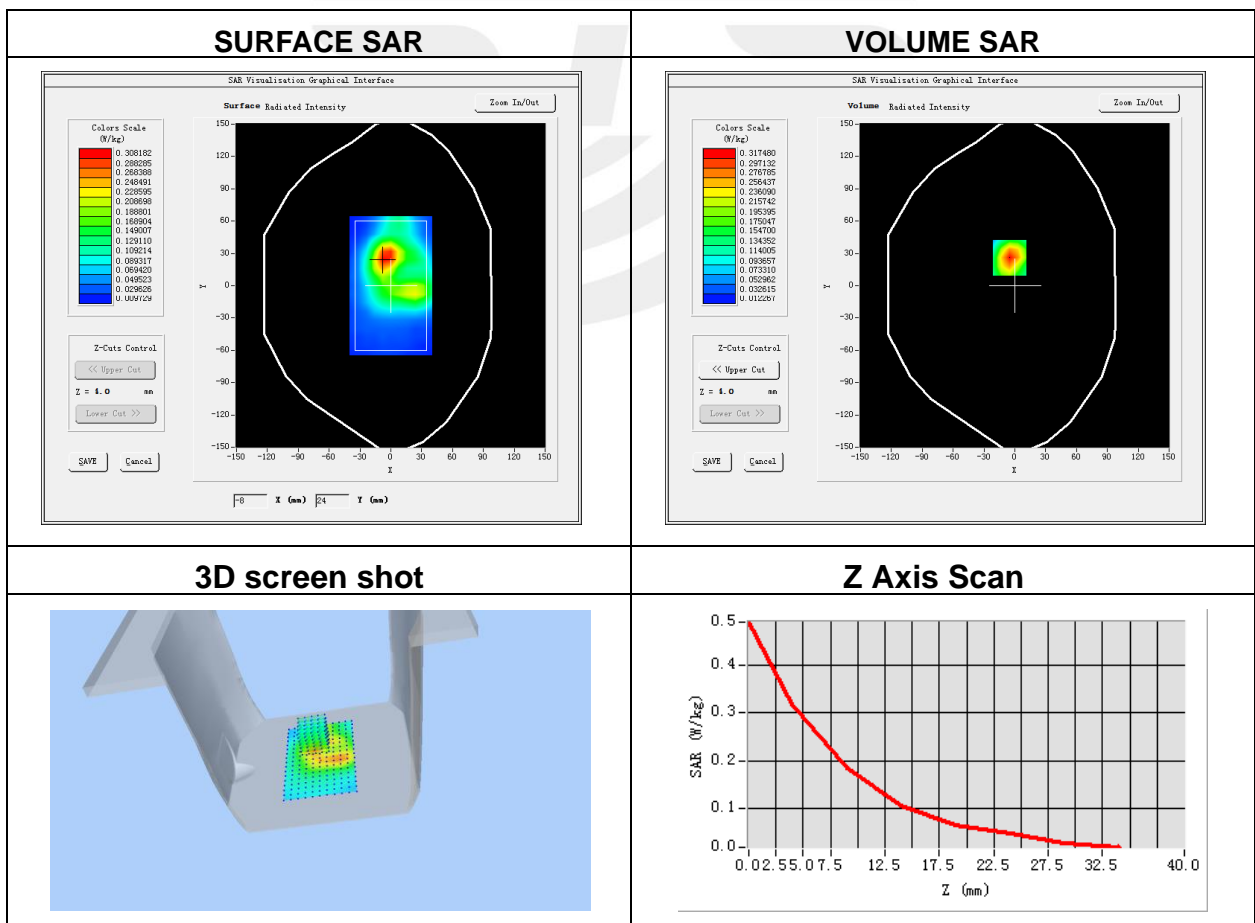 SURFACE SAR
VOLUME SAR
SAR Visualisation Graphical Interface
Surface Radiated Intensity
Zoom In/Out
Colors Scale
(W/kg)
0.308182
0.288285
0.268388
0.248491
0.228595
0.208698
0.188801
0.168904
0.149007
0.129110
0.109214
0.089317
0.069420
0.049523
0.029626
0.009729
Z-Cuts Control
<< Upper Cut
Z = 4.0 mm
Lower Cut >>
SAVE Cancel
150
120
90
60
30
0
-30
-60
-90
-120
-150
Y
-150 -120 -90 -60 -30 0 30 60 90 120 150
X
-8 X (mm) 24 Y (mm)
SAR Visualisation Graphical Interface
Volume Radiated Intensity
Zoom In/Out
Colors Scale
(W/kg)
0.317480
0.297132
0.276785
0.256437
0.236090
0.215742
0.195395
0.175047
0.154700
0.134352
0.114005
0.093657
0.073310
0.052962
0.032615
0.012267
Z-Cuts Control
<< Upper Cut
Z = 4.0 mm
Lower Cut >>
SAVE Cancel
150
120
90
60
30
0
-30
-60
-90
-120
-150
Y
-150 -120 -90 -60 -30 0 30 60 90 120 150
X
3D screen shot
Z Axis Scan
SAR (W/kg)
0.5
0.4
0.3
0.2
0.1
0.0
0.0 2.5 5.0 7.5 12.5 17.5 22.5 27.5 32.5 40.0
Z (mm)